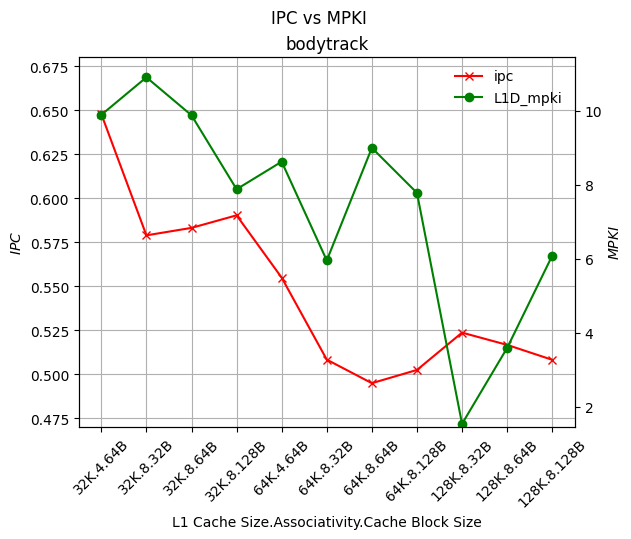 IPC vs MPKI
bodytrack
ipc
L1D_mpki
0.675
0.650
0.625
0.600
0.575
0.550
0.525
0.500
0.475
IPC
10
8
6
4
2
MPKI
32K.4.64B
32K.8.32B
32K.8.64B
32K.8.128B
64K.4.64B
64K.8.32B
64K.8.64B
64K.8.128B
128K.8.32B
128K.8.64B
128K.8.128B
L1 Cache Size.Associativity.Cache Block Size